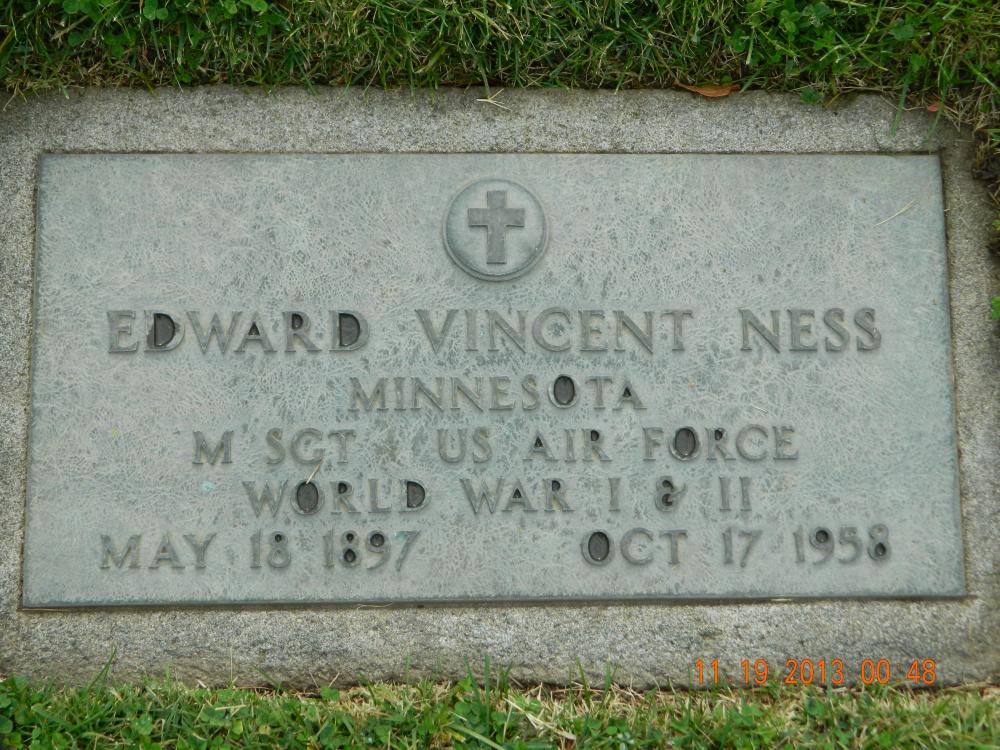 EDWARD VINCENT NESS
MINNESOTA
M SGT US AIR FORCE
WORLD WAR I & II
MAY 18 1897 OCT 17 1958
11 19 2013 00 48